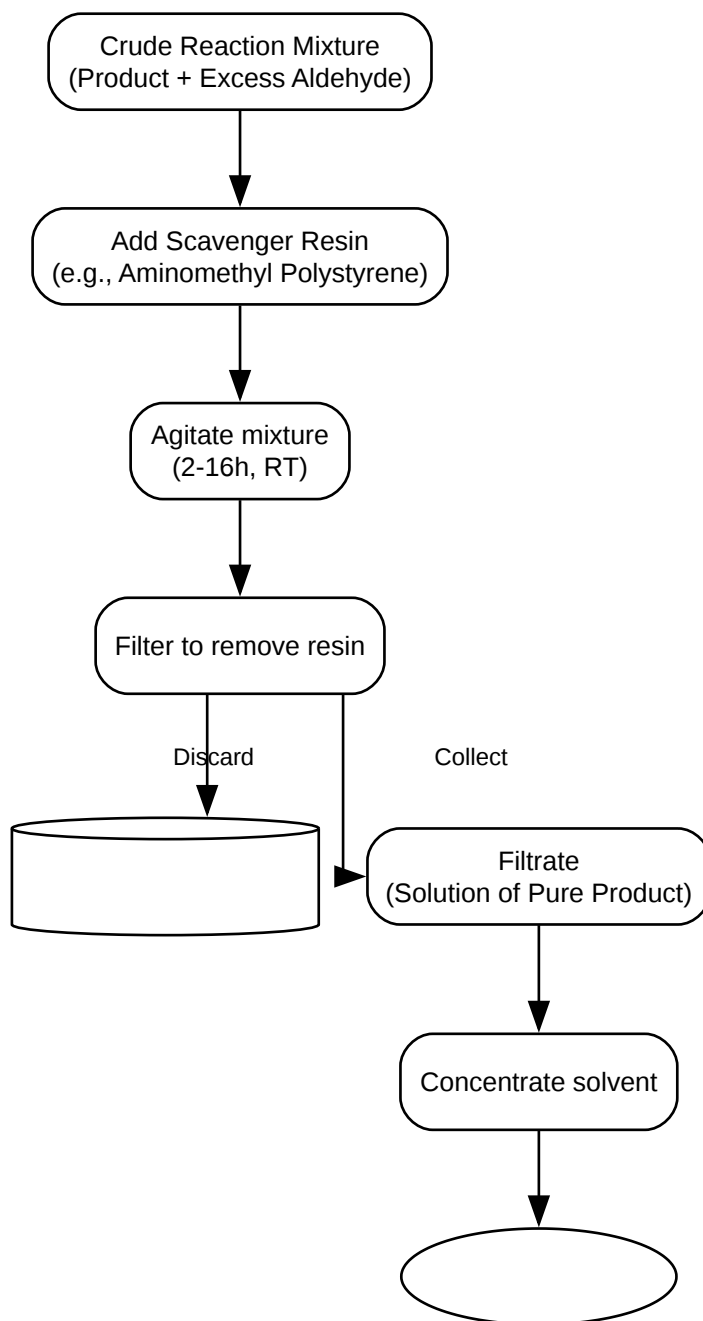 Crude Reaction Mixture
(Product + Excess Aldehyde)
Add Scavenger Resin
(e.g., Aminomethyl Polystyrene)
Agitate mixture
(2-16h, RT)
Filter to remove resin
Discard
Collect
Filtrate
(Solution of Pure Product)
Concentrate solvent